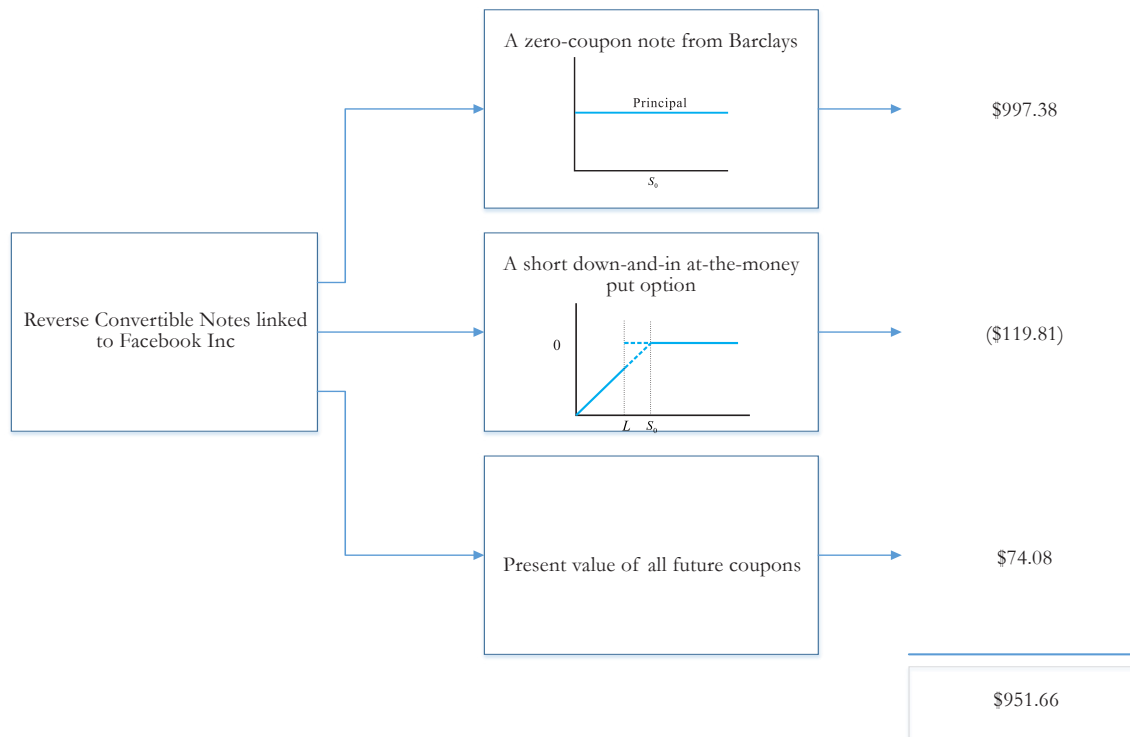 A zero-coupon note from Barclays
Principal
S₀
$997.38
Reverse Convertible Notes linked
to Facebook Inc
A short down-and-in at-the-money
put option
0
L S₀
($119.81)
Present value of all future coupons
$74.08
$951.66